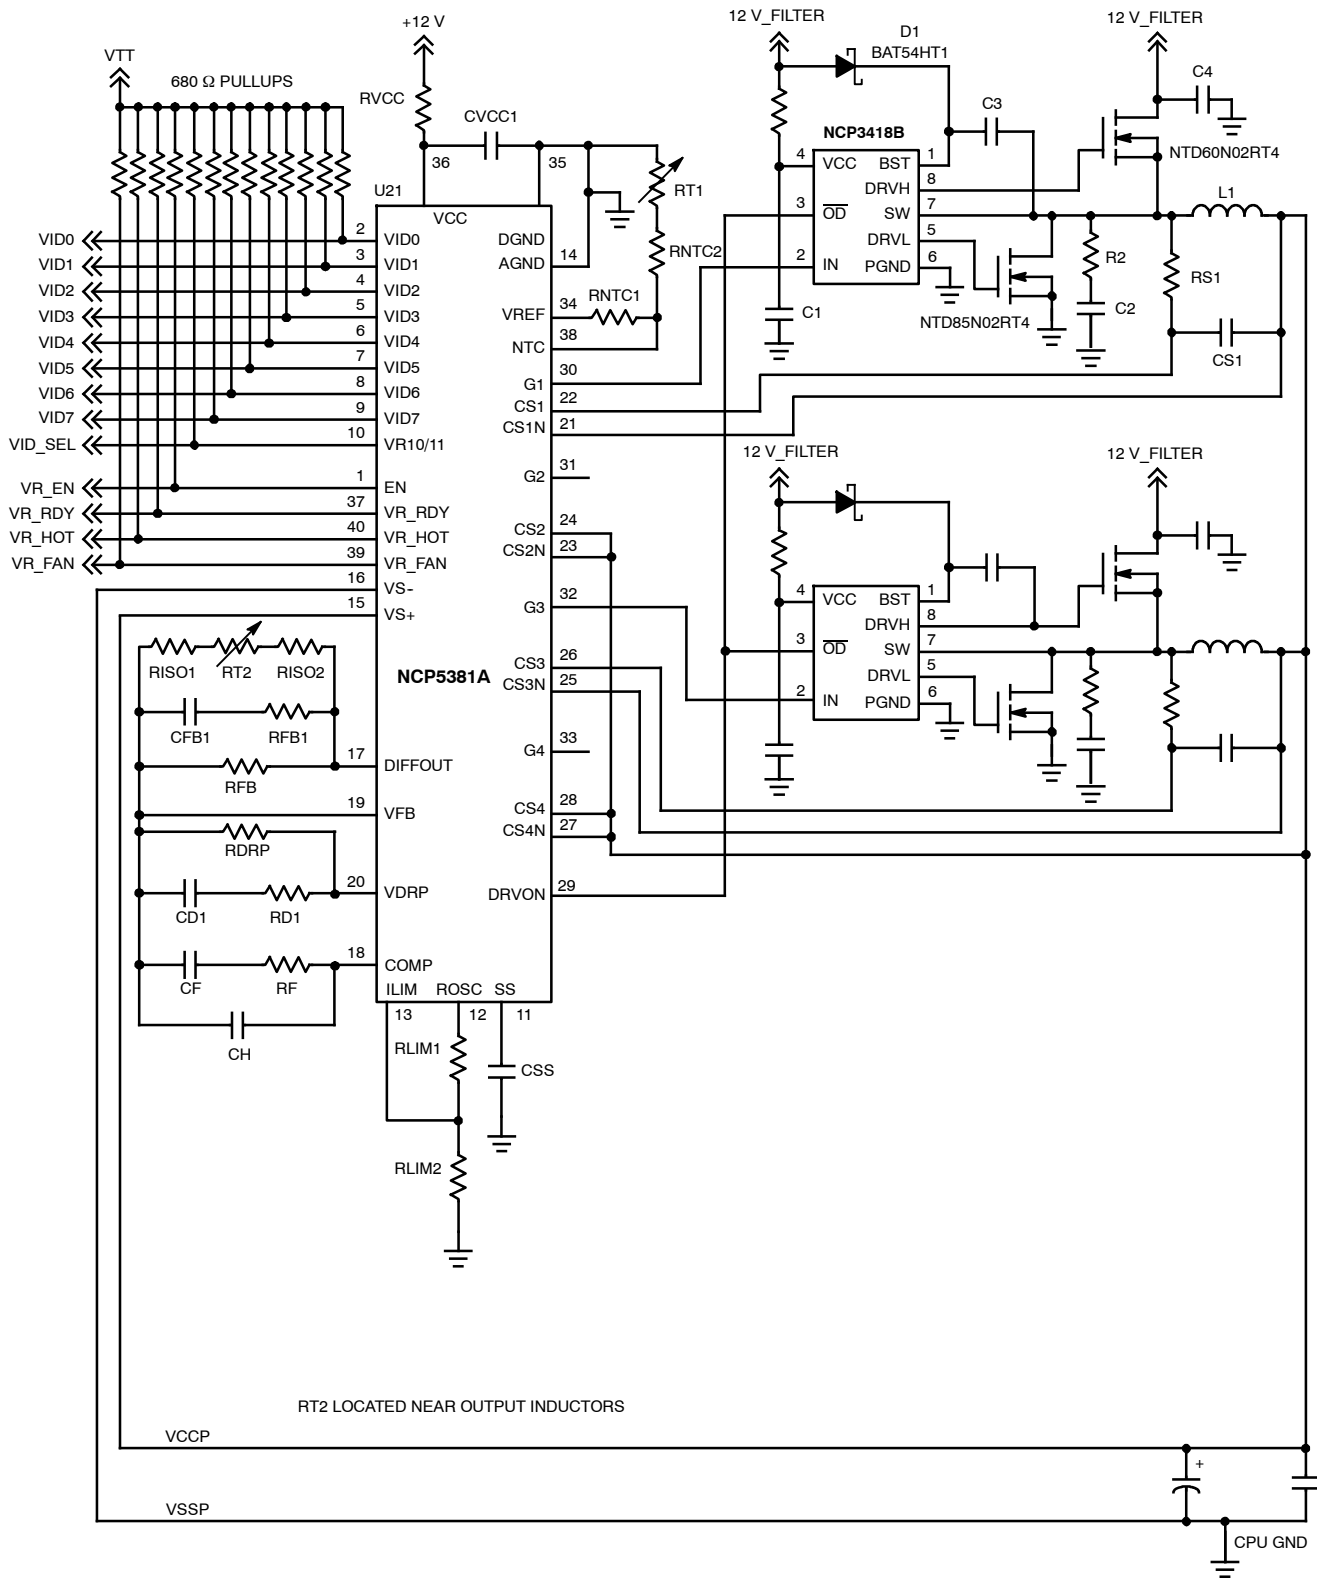 +12 V
12 V_FILTER
D1
BAT54HT1
12 V_FILTER
VTT
680 Ω PULLUPS
RVCC
CVCC1
C3
C4
NCP3418B
NTD60N02RT4
36
35
U21
VCC
RT1
4
VCC
BST
1
DRVH
8
3
OD
SW
7
L1
DRVL
5
2
IN
PGND
6
R2
RS1
C1
NTD85N02RT4
C2
CS1
VID0
2
VID0
DGND
VID1
3
VID1
AGND
14
RNTC2
VID2
4
VID2
RNTC1
VID3
5
VID3
VREF
34
VID4
6
VID4
NTC
38
VID5
7
VID5
G1
30
VID6
8
VID6
CS1
22
VID7
9
VID7
CS1N
21
VID_SEL
10
VR10/11
12 V_FILTER
12 V_FILTER
G2
31
VR_EN
1
EN
VR_RDY
37
VR_RDY
CS2
24
VR_HOT
40
VR_HOT
CS2N
23
VR_FAN
39
VR_FAN
16
VS-
15
VS+
G3
32
4
VCC
BST
1
DRVH
8
3
OD
SW
7
DRVL
5
2
IN
PGND
6
RISO1
RT2
RISO2
NCP5381A
CS3
26
CS3N
25
CFB1
RFB1
G4
33
17
DIFFOUT
RFB
19
VFB
CS4
28
CS4N
27
RDRP
20
VDRP
DRVON
29
CD1
RD1
18
COMP
CF
RF
ILIM
ROSC
SS
13
12
11
CH
RLIM1
CSS
RLIM2
RT2 LOCATED NEAR OUTPUT INDUCTORS
VCCP
+
VSSP
CPU GND